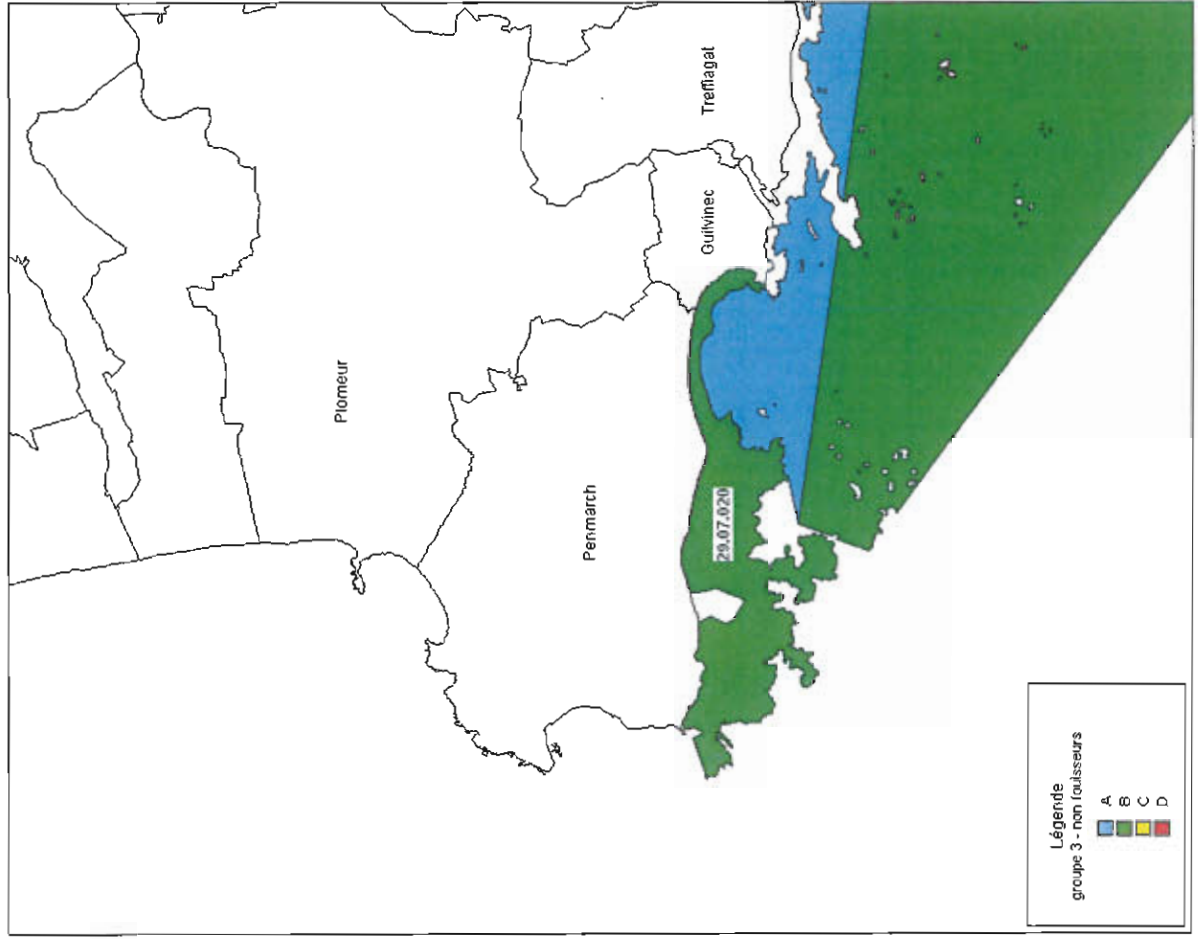 Plomeur
Treffiagat
Guilvinec
Penmarch
29.07.020
Légende
groupe 3 - non fouisseurs
A
B
C
D